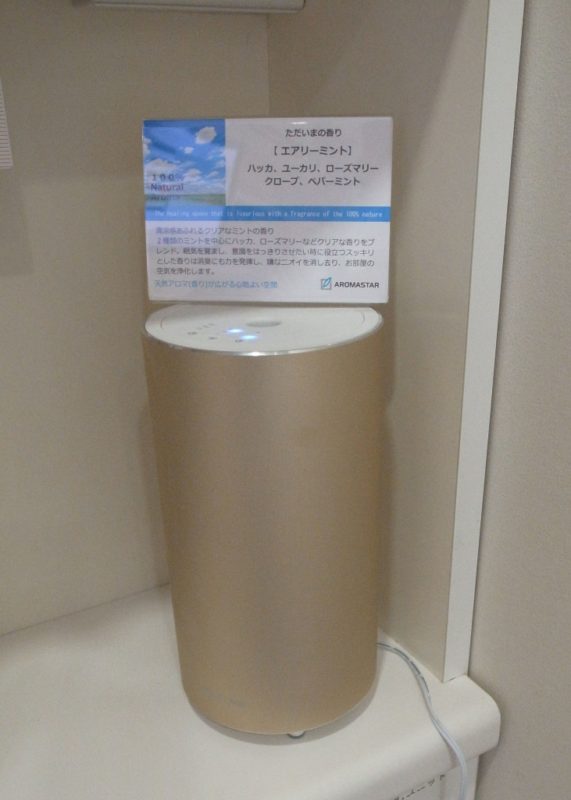 ただいまの香り
【 エアリーミント】
ハッカ、ユーカリ、ローズマリー
クローブ、ペパーミント
100%
Natural
Aroma
The healing space that is luxurious with a fragrance of the 100% nature
清涼感あふれるクリアなミントの香り
2種類のミントを中心にハッカ、ローズマリーなどクリアな香りをブ
レンド。眠気を覚まし、意識をはっきりさせたい時に役立つスッキリ
とした香りは消臭にも力を発揮し、嫌なニオイを消し去り、お部屋の
空気を浄化します。
天然アロマ(香り)が広がる心地よい空間
AROMASTAR